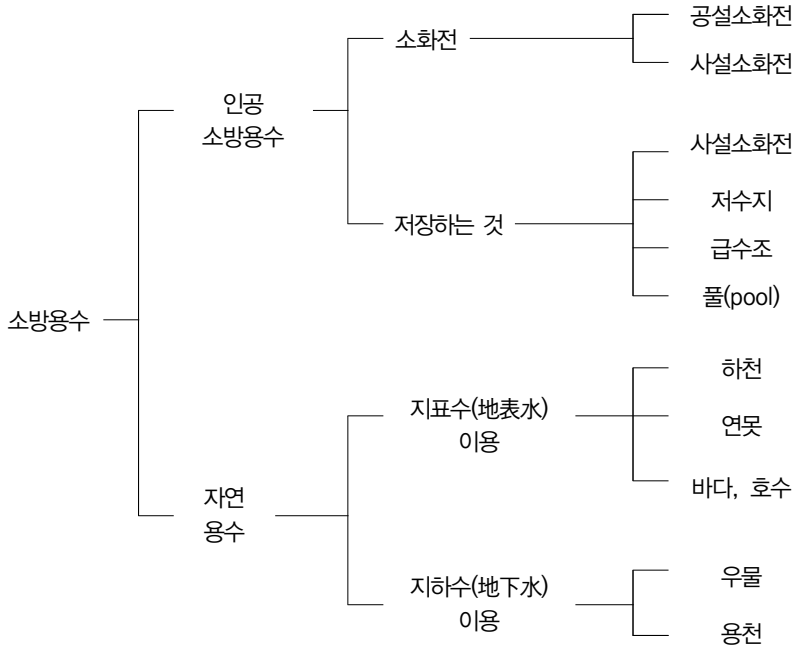 소방용수
인공
소방용수
소화전
공설소화전
사설소화전
저장하는 것
사설소화전
저수지
급수조
풀(pool)
자연
용수
지표수(地表水)
이용
하천
연못
바다, 호수
지하수(地下水)
이용
우물
용천